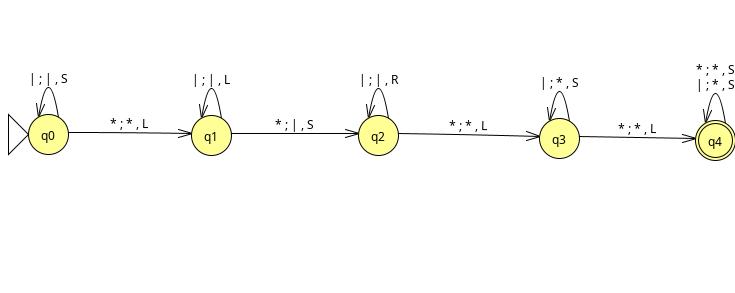 | ; | , S
| ; | , L
| ; | , R
| ; * , S
* ; * , S
| ; * , S
* ; * , L
* ; | , S
* ; * , L
* ; * , L
q0
q1
q2
q3
q4